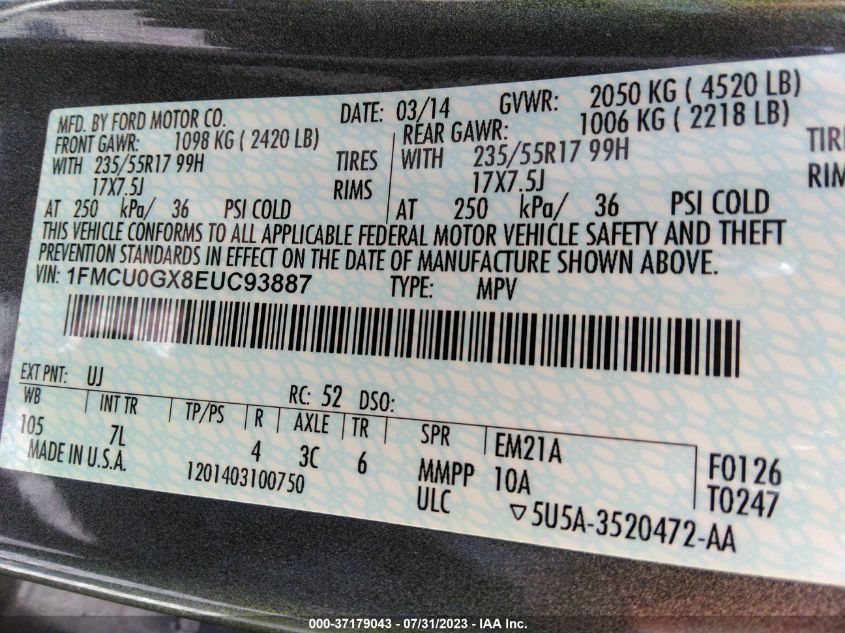 MFD. BY FORD MOTOR CO. DATE: 03/14 GVWR: 2050 KG ( 4520 LB)
FRONT GAWR: 1098 KG ( 2420 LB) REAR GAWR: 1006 KG ( 2218 LB)
WITH 235/55R17 99H TIRES WITH 235/55R17 99H TIRE
17X7.5J RIMS 17X7.5J RIM
AT 250 kPa/ 36 PSI COLD AT 250 kPa/ 36 PSI COLD
THIS VEHICLE CONFORMS TO ALL APPLICABLE FEDERAL MOTOR VEHICLE SAFETY AND THEFT
PREVENTION STANDARDS IN EFFECT ON THE DATE OF MANUFACTURE SHOWN ABOVE.
VIN: 1FMCU0GX8EUC93887 TYPE: MPV
EXT PNT: UJ RC: 52 DSO:
WB INT TR TP/PS R AXLE TR SPR EM21A
105 7L 4 3C 6 MMPP 10A F0126
MADE IN U.S.A. 1201403100750 ULC T0247
▽5U5A-3520472-AA
000-37179043 - 07/31/2023 - IAA Inc.